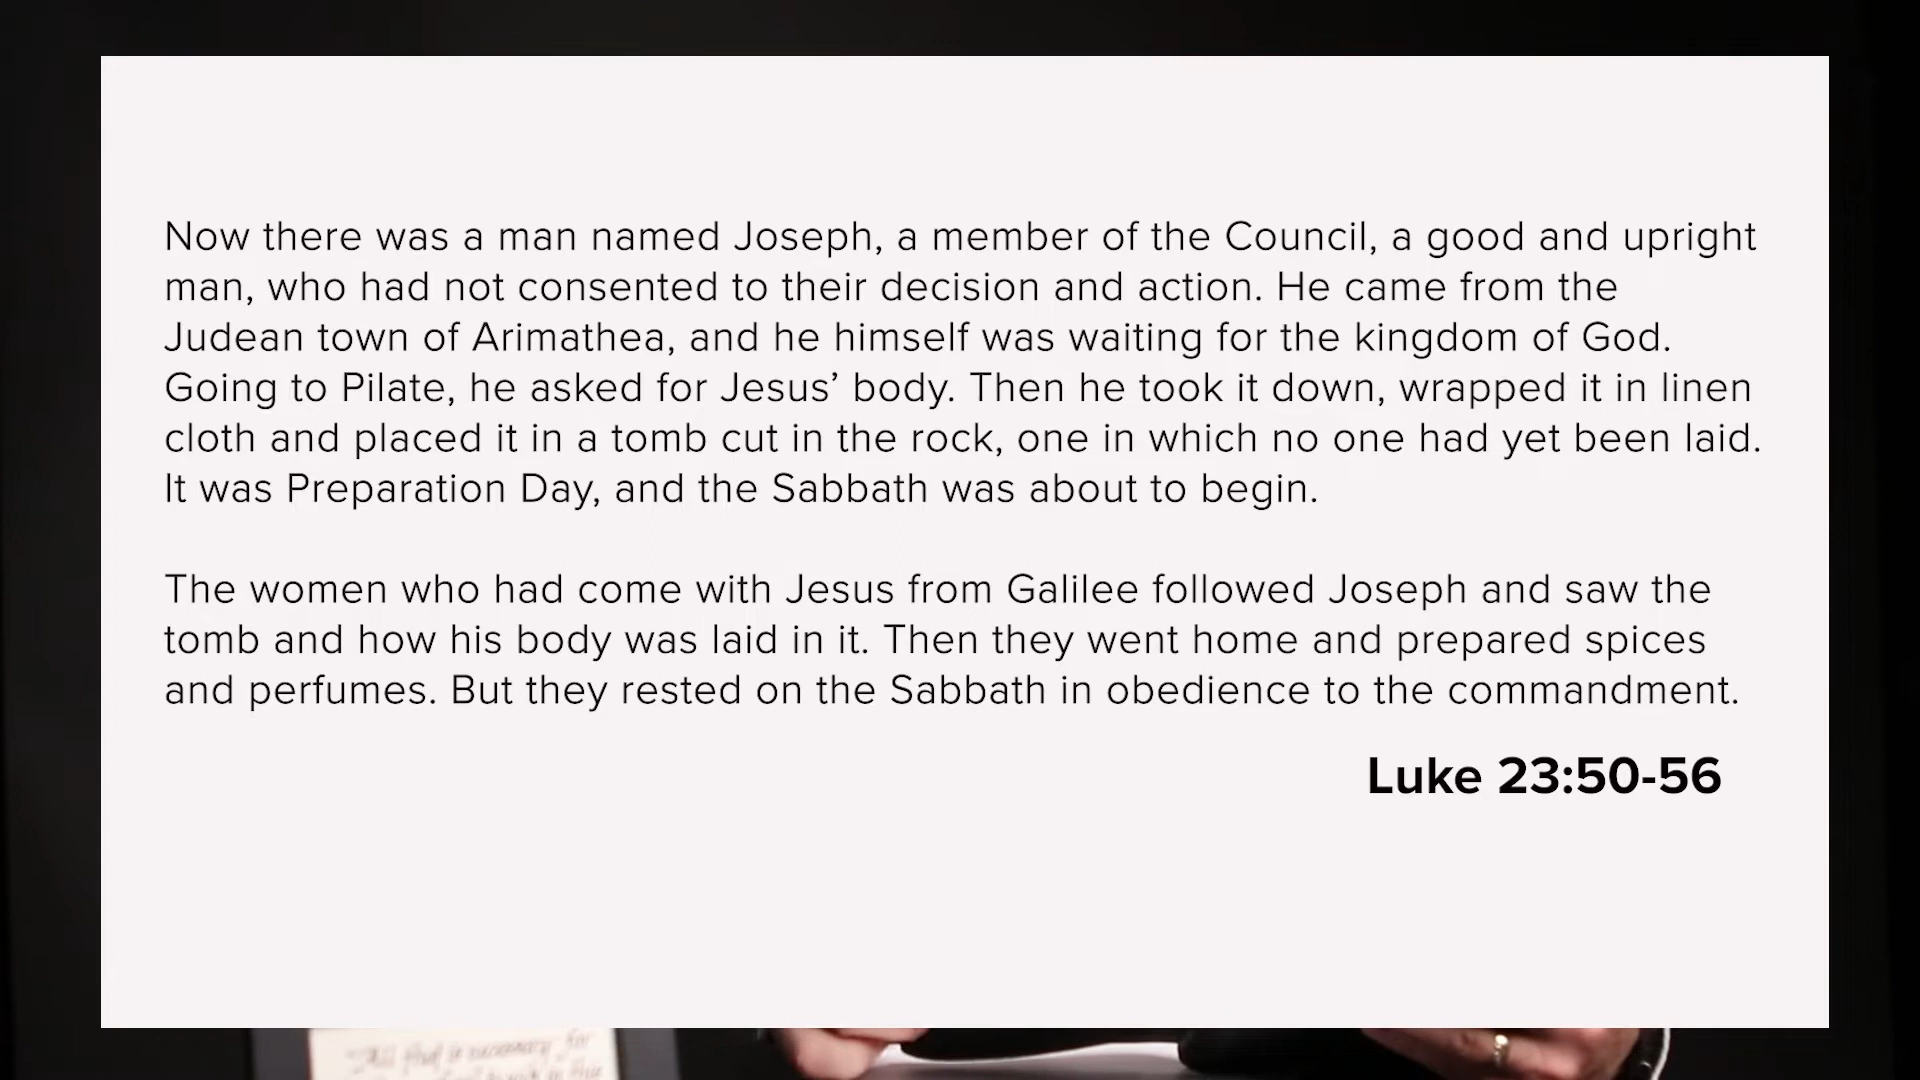 Now there was a man named Joseph, a member of the Council, a good and upright
man, who had not consented to their decision and action. He came from the
Judean town of Arimathea, and he himself was waiting for the kingdom of God.
Going to Pilate, he asked for Jesus’ body. Then he took it down, wrapped it in linen
cloth and placed it in a tomb cut in the rock, one in which no one had yet been laid.
It was Preparation Day, and the Sabbath was about to begin.
The women who had come with Jesus from Galilee followed Joseph and saw the
tomb and how his body was laid in it. Then they went home and prepared spices
and perfumes. But they rested on the Sabbath in obedience to the commandment.
Luke 23:50-56
"All that is necessary for